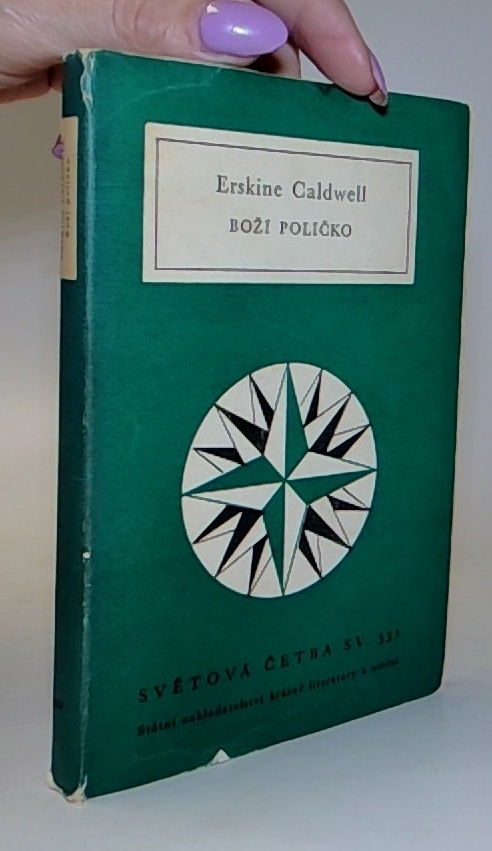 Erskine Caldwell
BOŽÍ POLÍČKO
SVĚTOVÁ ČETBA SV.
Státní nakladatelství krásné literatury a umění